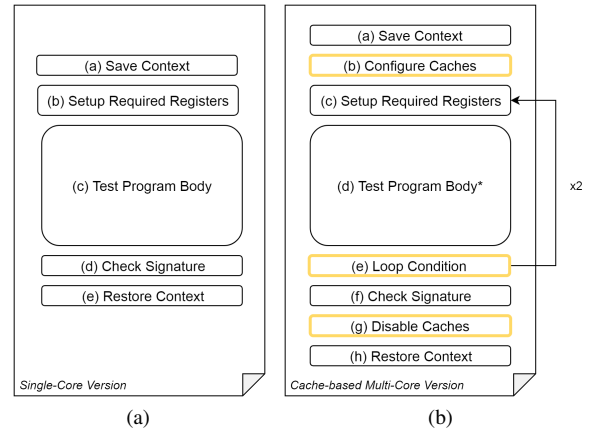 (a) Save Context
(b) Setup Required Registers
(c) Test Program Body
(d) Check Signature
(e) Restore Context
Single-Core Version
(a)
(a) Save Context
(b) Configure Caches
(c) Setup Required Registers
(d) Test Program Body*
(e) Loop Condition
(f) Check Signature
(g) Disable Caches
(h) Restore Context
x2
Cache-based Multi-Core Version
(b)